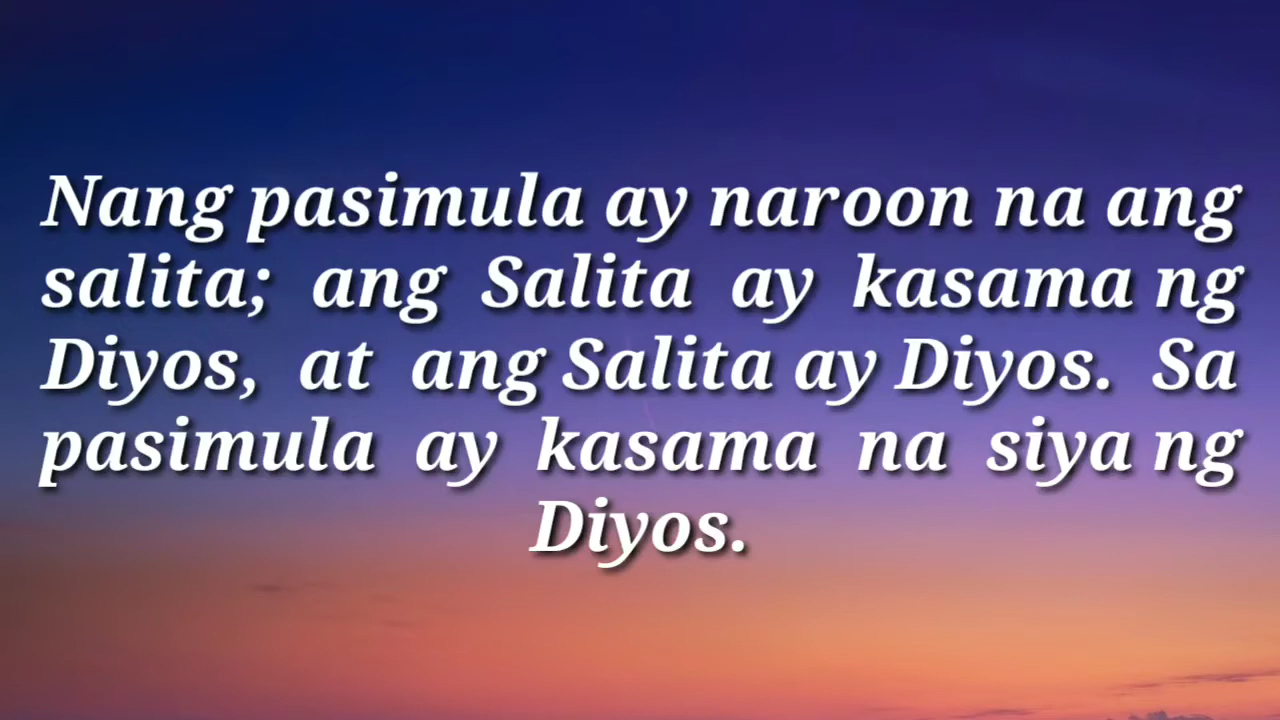 Nang pasimula ay naroon na ang
salita; ang Salita ay kasama ng
Diyos, at ang Salita ay Diyos. Sa
pasimula ay kasama na siya ng
Diyos.